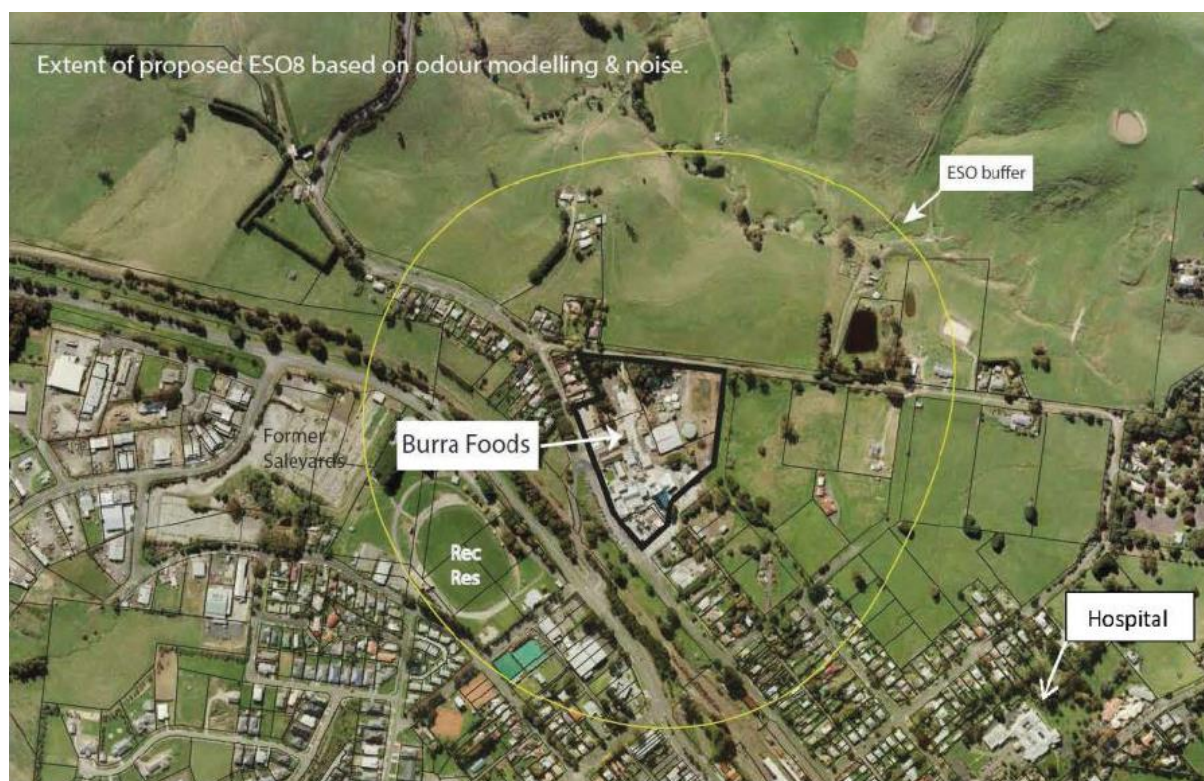 Extent of proposed ESO8 based on odour modelling & noise.
ESO buffer
Former
Saleyards
Burra Foods
Rec
Res
Hospital